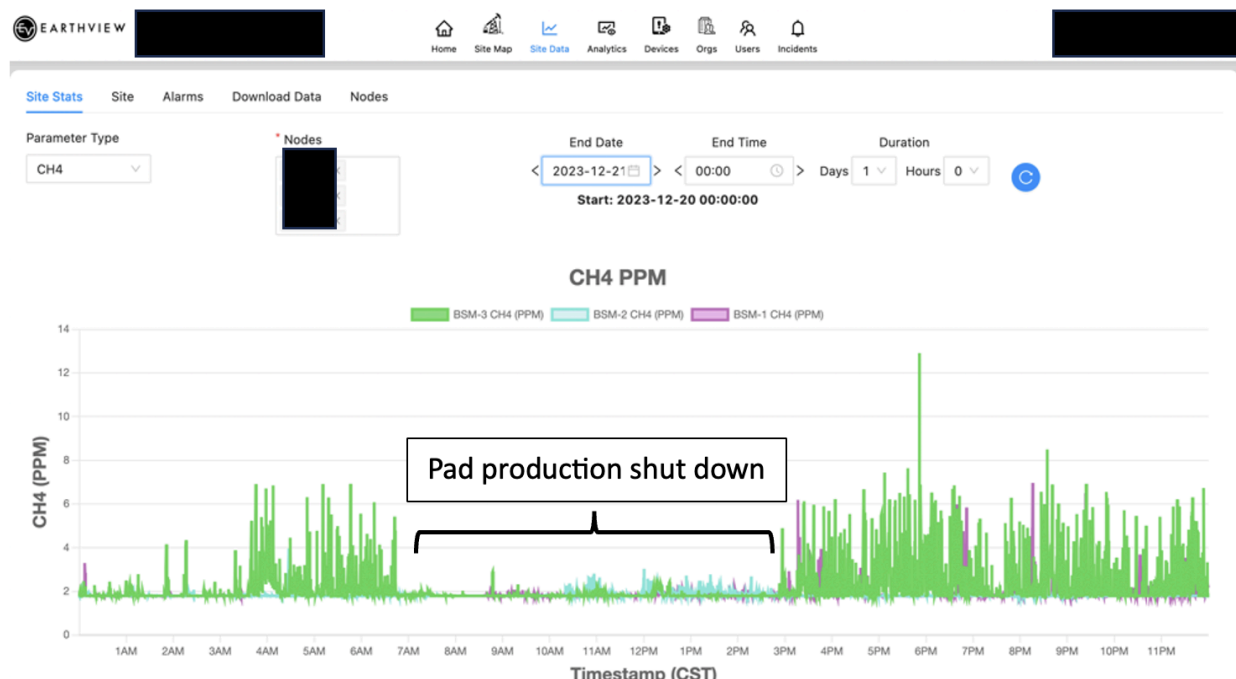 EARTHVIEW
Home Site Map Site Data Analytics Devices Orgs Users Incidents
Site Stats Site Alarms Download Data Nodes
Parameter Type
CH4
* Nodes
End Date End Time Duration
< 2023-12-21 > < 00:00 > Days 1 Hours 0
Start: 2023-12-20 00:00:00
CH4 PPM
BSM-3 CH4 (PPM) BSM-2 CH4 (PPM) BSM-1 CH4 (PPM)
14
12
10
8
6
4
2
0
CH4 (PPM)
Pad production shut down
1AM 2AM 3AM 4AM 5AM 6AM 7AM 8AM 9AM 10AM 11AM 12PM 1PM 2PM 3PM 4PM 5PM 6PM 7PM 8PM 9PM 10PM 11PM
Timestamp (CST)